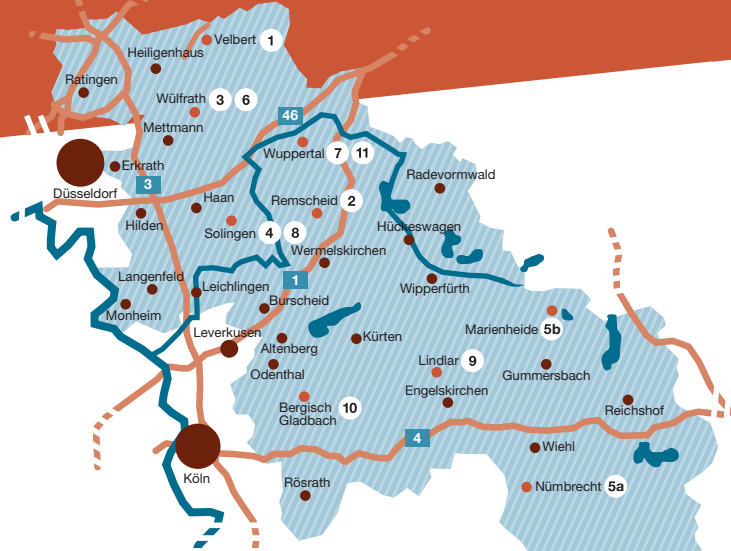 Velbert 1
Heiligenhaus
Ratingen
Wülfrath 3 6
46
Mettmann
Wuppertal 7 11
Erkrath
Radevormwald
3
Düsseldorf
Haan
Remscheid 2
Hilden
Solingen 4 8
Hückeswagen
Wermelskirchen
Langenfeld
1
Leichlingen
Wipperfürth
Burscheid
Monheim
Marienheide 5b
Leverkusen
Kürten
Altenberg
Lindlar 9
Odenthal
Gummersbach
Engelskirchen
Bergisch
Gladbach 10
Reichshof
4
Wiehl
Köln
Rösrath
Nümbrecht 5a